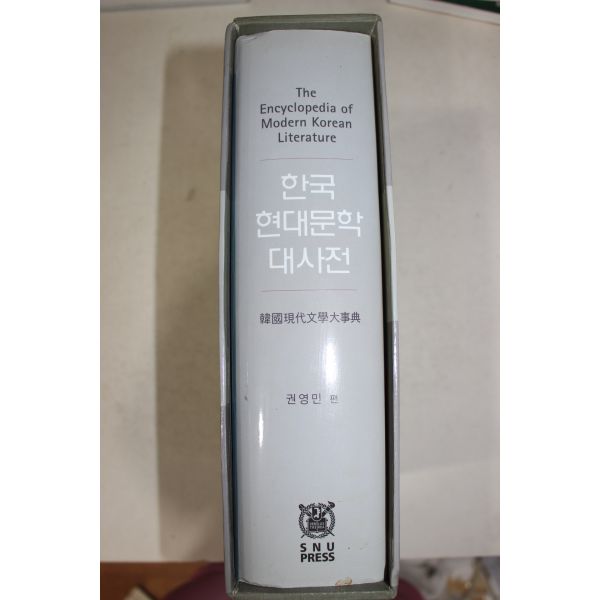 The
Encyclopedia of
Modern Korean
Literature
한국
현대문학
대사전
韓國現代文學大事典
권영민 편
SNU
PRESS